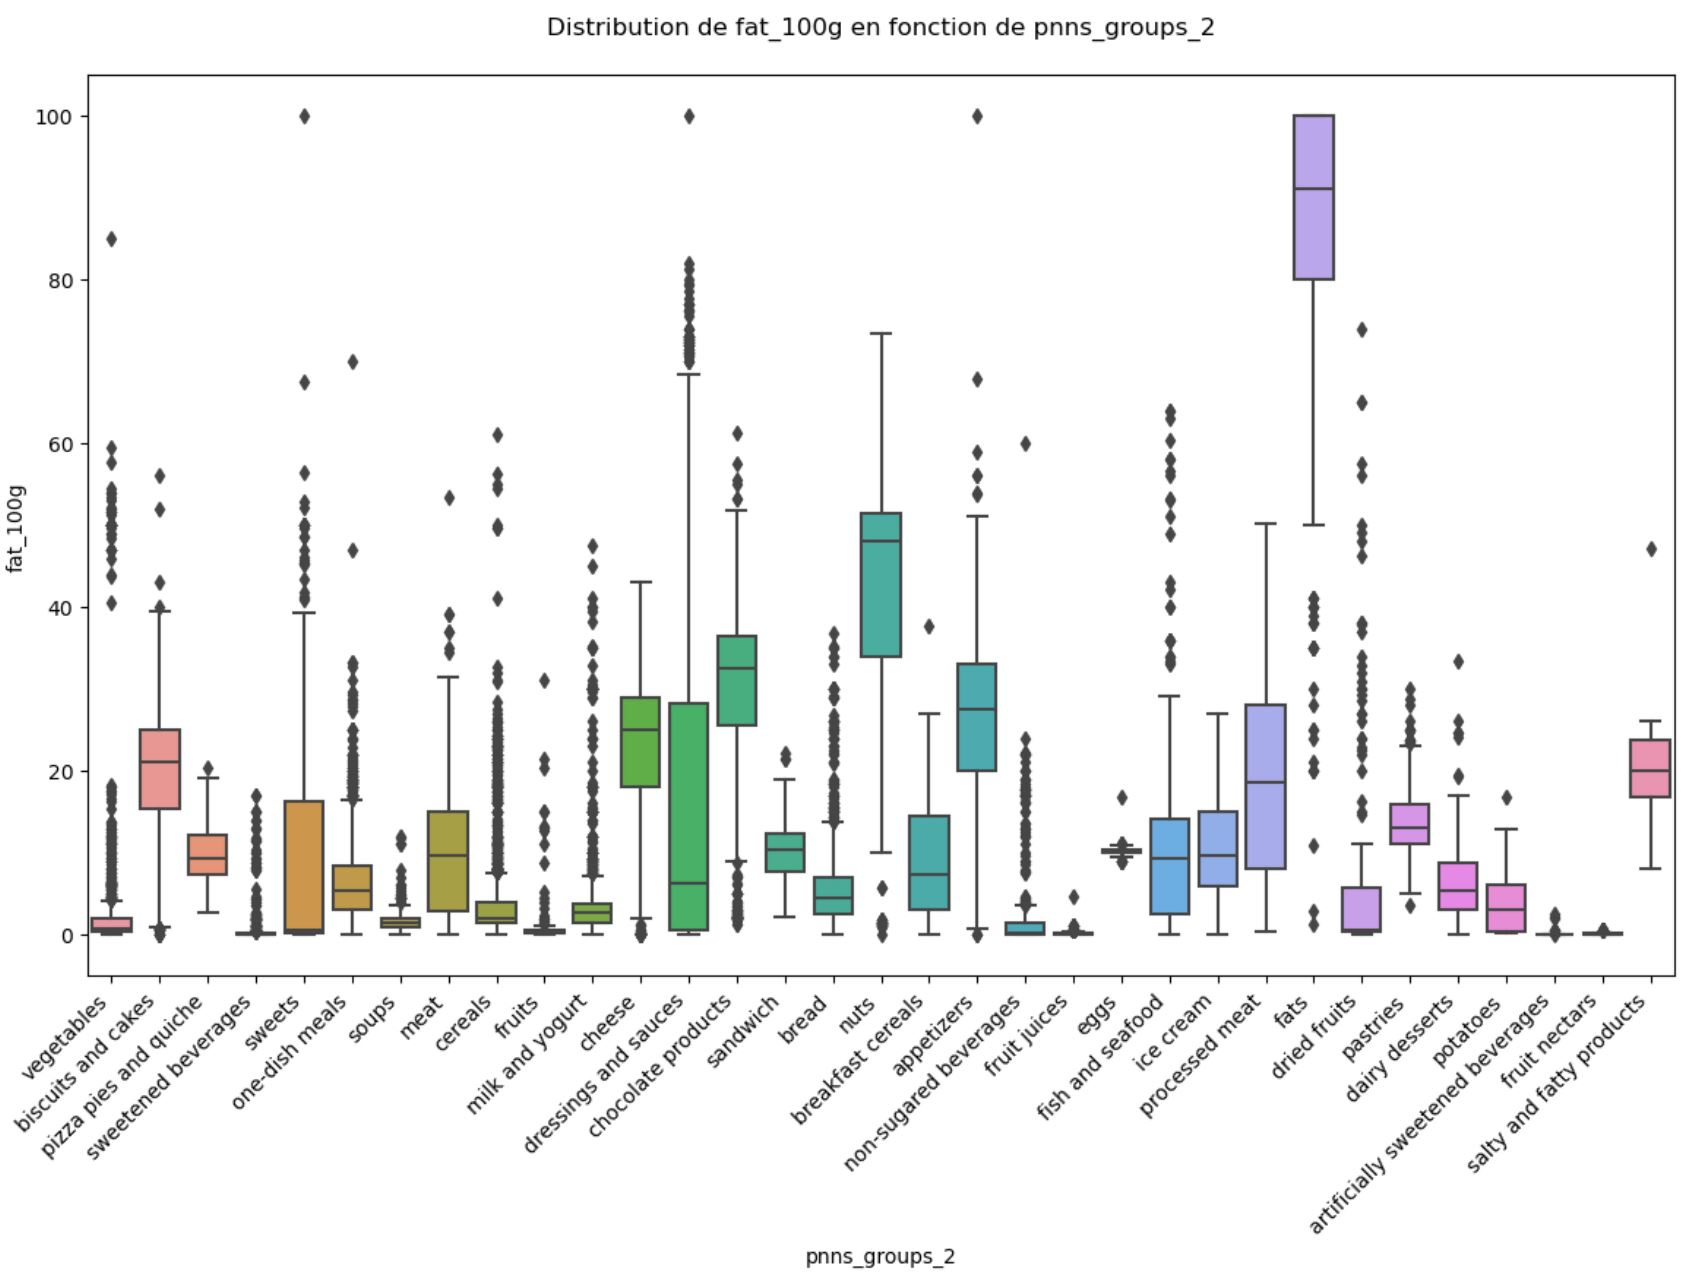 Distribution de fat_100g en fonction de pnns_groups_2
fat_100g
100
80
60
40
20
0
vegetables
biscuits and cakes
pizza pies and quiche
sweetened beverages
sweets
one-dish meals
soups
meat
cereals
fruits
milk and yogurt
cheese
dressings and sauces
chocolate products
sandwich
bread
nuts
breakfast cereals
appetizers
non-sugared beverages
fruit juices
eggs
fish and seafood
ice cream
processed meat
fats
dried fruits
pastries
dairy desserts
potatoes
artificially sweetened beverages
fruit nectars
salty and fatty products
pnns_groups_2